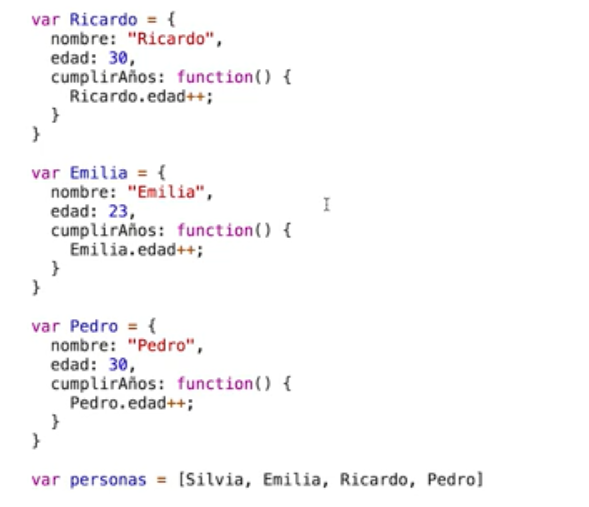 var Ricardo = {
  nombre: "Ricardo",
  edad: 30,
  cumplirAños: function() {
    Ricardo.edad++;
  }
}

var Emilia = {
  nombre: "Emilia",
  edad: 23,
  cumplirAños: function() {
    Emilia.edad++;
  }
}

var Pedro = {
  nombre: "Pedro",
  edad: 30,
  cumplirAños: function() {
    Pedro.edad++;
  }
}

var personas = [Silvia, Emilia, Ricardo, Pedro]